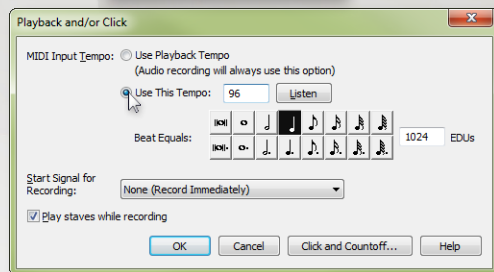 Playback and/or Click
MIDI Input Tempo: Use Playback Tempo
(Audio recording will always use this option)
Use This Tempo: 96 Listen
Beat Equals: 1024 EDUs
Start Signal for
Recording: None (Record Immediately)
Play staves while recording
OK Cancel Click and Countoff... Help